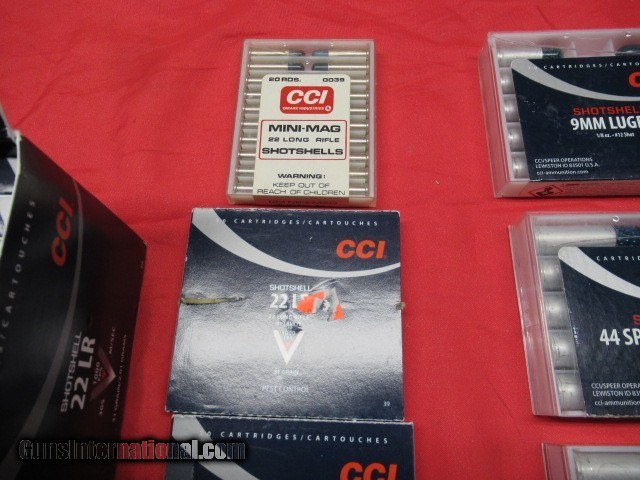 20 RDS. 0039
CCI
OMARK INDUSTRIES
MINI-MAG
22 LONG RIFLE
SHOTSHELLS
WARNING:
KEEP OUT OF
REACH OF CHILDREN
CARTRIDGES/CARTOUCHES
CCI
SHOTSHELL
22
PEST CONTROL
39
CARTRIDGES/CARTOUCHES
CCI
CARTRIDGES/CARTOUCHES
CCI
SHOTSHELL
22 LR
CARTRIDGES/CARTOUCHES
SHOTSHELL
9MM LUGE
1/8 oz. - #12 Shot
CCI/SPEER OPERATIONS
LEWISTON ID 83501 U.S.A.
cci-ammunition.com
44 SP
CCI/SPEER OPERATIONS
LEWISTON ID
cci-ammunition
GunsInternational.com